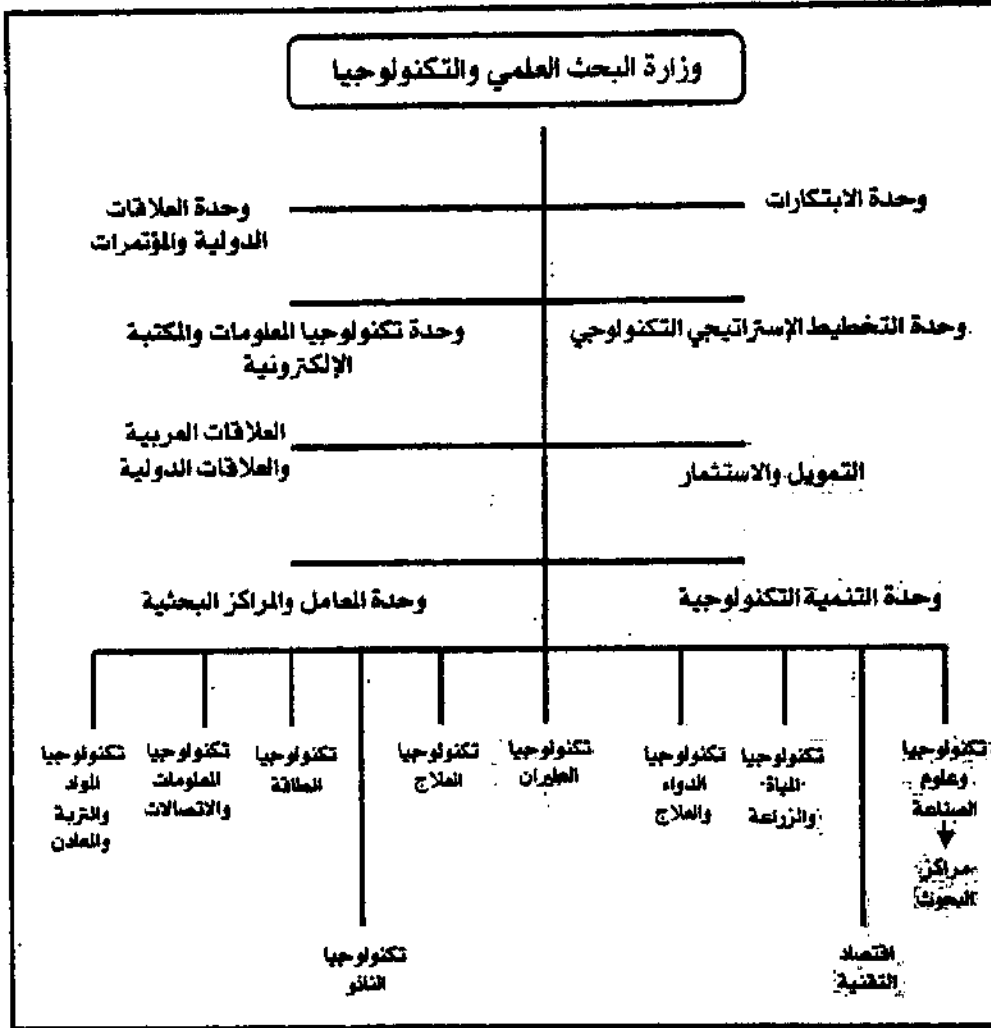 وزارة البحث العلمي والتكنولوجيا
وحدة الابتكارات
وحدة العلاقات
الدولية والمؤتمرات
وحدة التخطيط الإستراتيجي التكنولوجي
وحدة تكنولوجيا المعلومات والمكتبة
الإلكترونية
التمويل والاستثمار
العلاقات العربية
والعلاقات الدولية
وحدة التنمية التكنولوجية
وحدة المعامل والمراكز البحثية
تكنولوجيا
وعلوم
الصناعة
مراكز
البحوث
اقتصاد
التقنية
تكنولوجيا
المياة
والزراعة
تكنولوجيا
الدواء
والعلاج
تكنولوجيا
الطيران
تكنولوجيا
العلاج
تكنولوجيا
النانو
تكنولوجيا
الطاقة
تكنولوجيا
المعلومات
والاتصالات
تكنولوجيا
المواد
والتربة
والمعادن